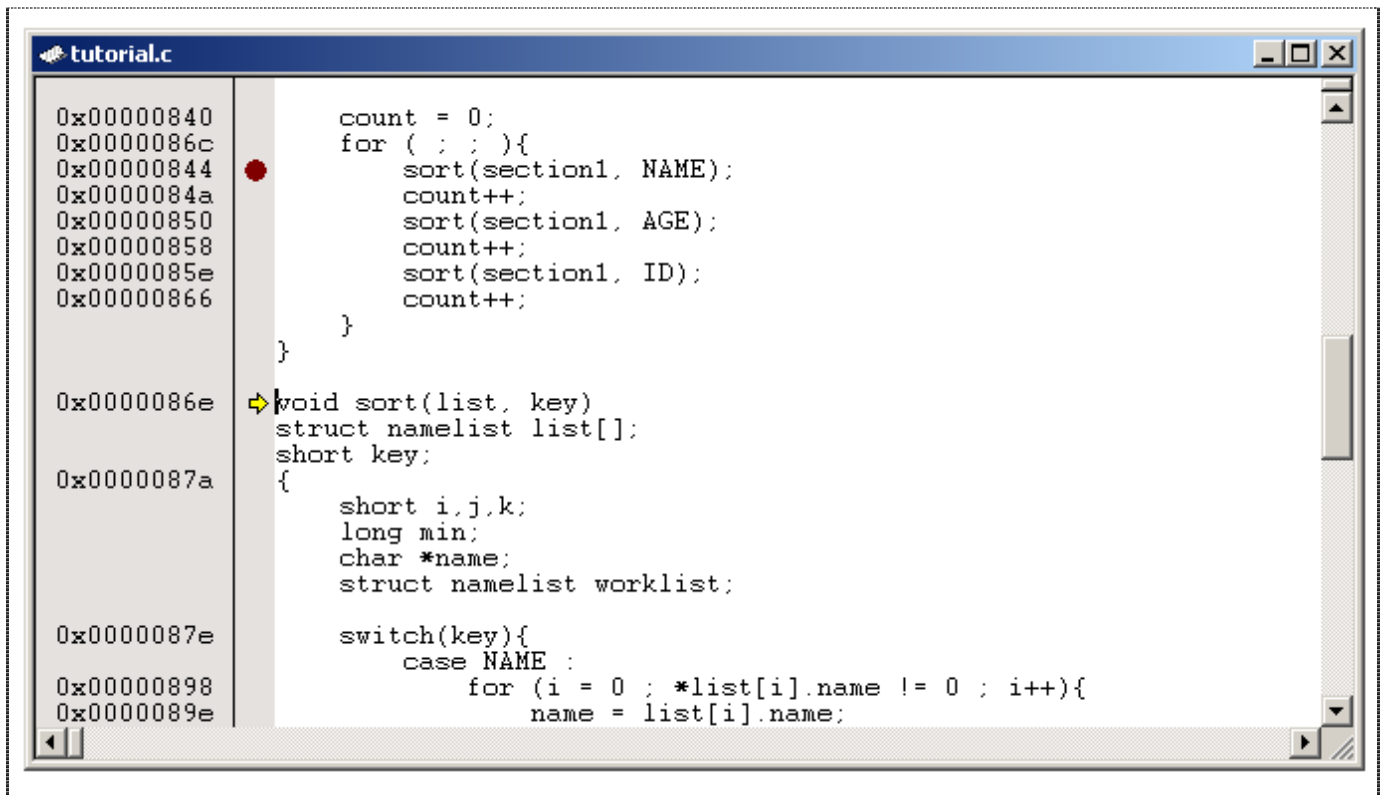 tutorial.c
0x00000840 count = 0;
0x0000086c for ( ; ; ){
0x00000844 sort(section1, NAME);
0x0000084a count++;
0x00000850 sort(section1, AGE);
0x00000858 count++;
0x0000085e sort(section1, ID);
0x00000866 count++;
}
}
0x0000086e void sort(list, key)
struct namelist list[];
short key;
0x0000087a {
short i,j,k;
long min;
char *name;
struct namelist worklist;
0x0000087e switch(key){
case NAME :
0x00000898 for (i = 0 ; *list[i].name != 0 ; i++){
0x0000089e name = list[i].name;